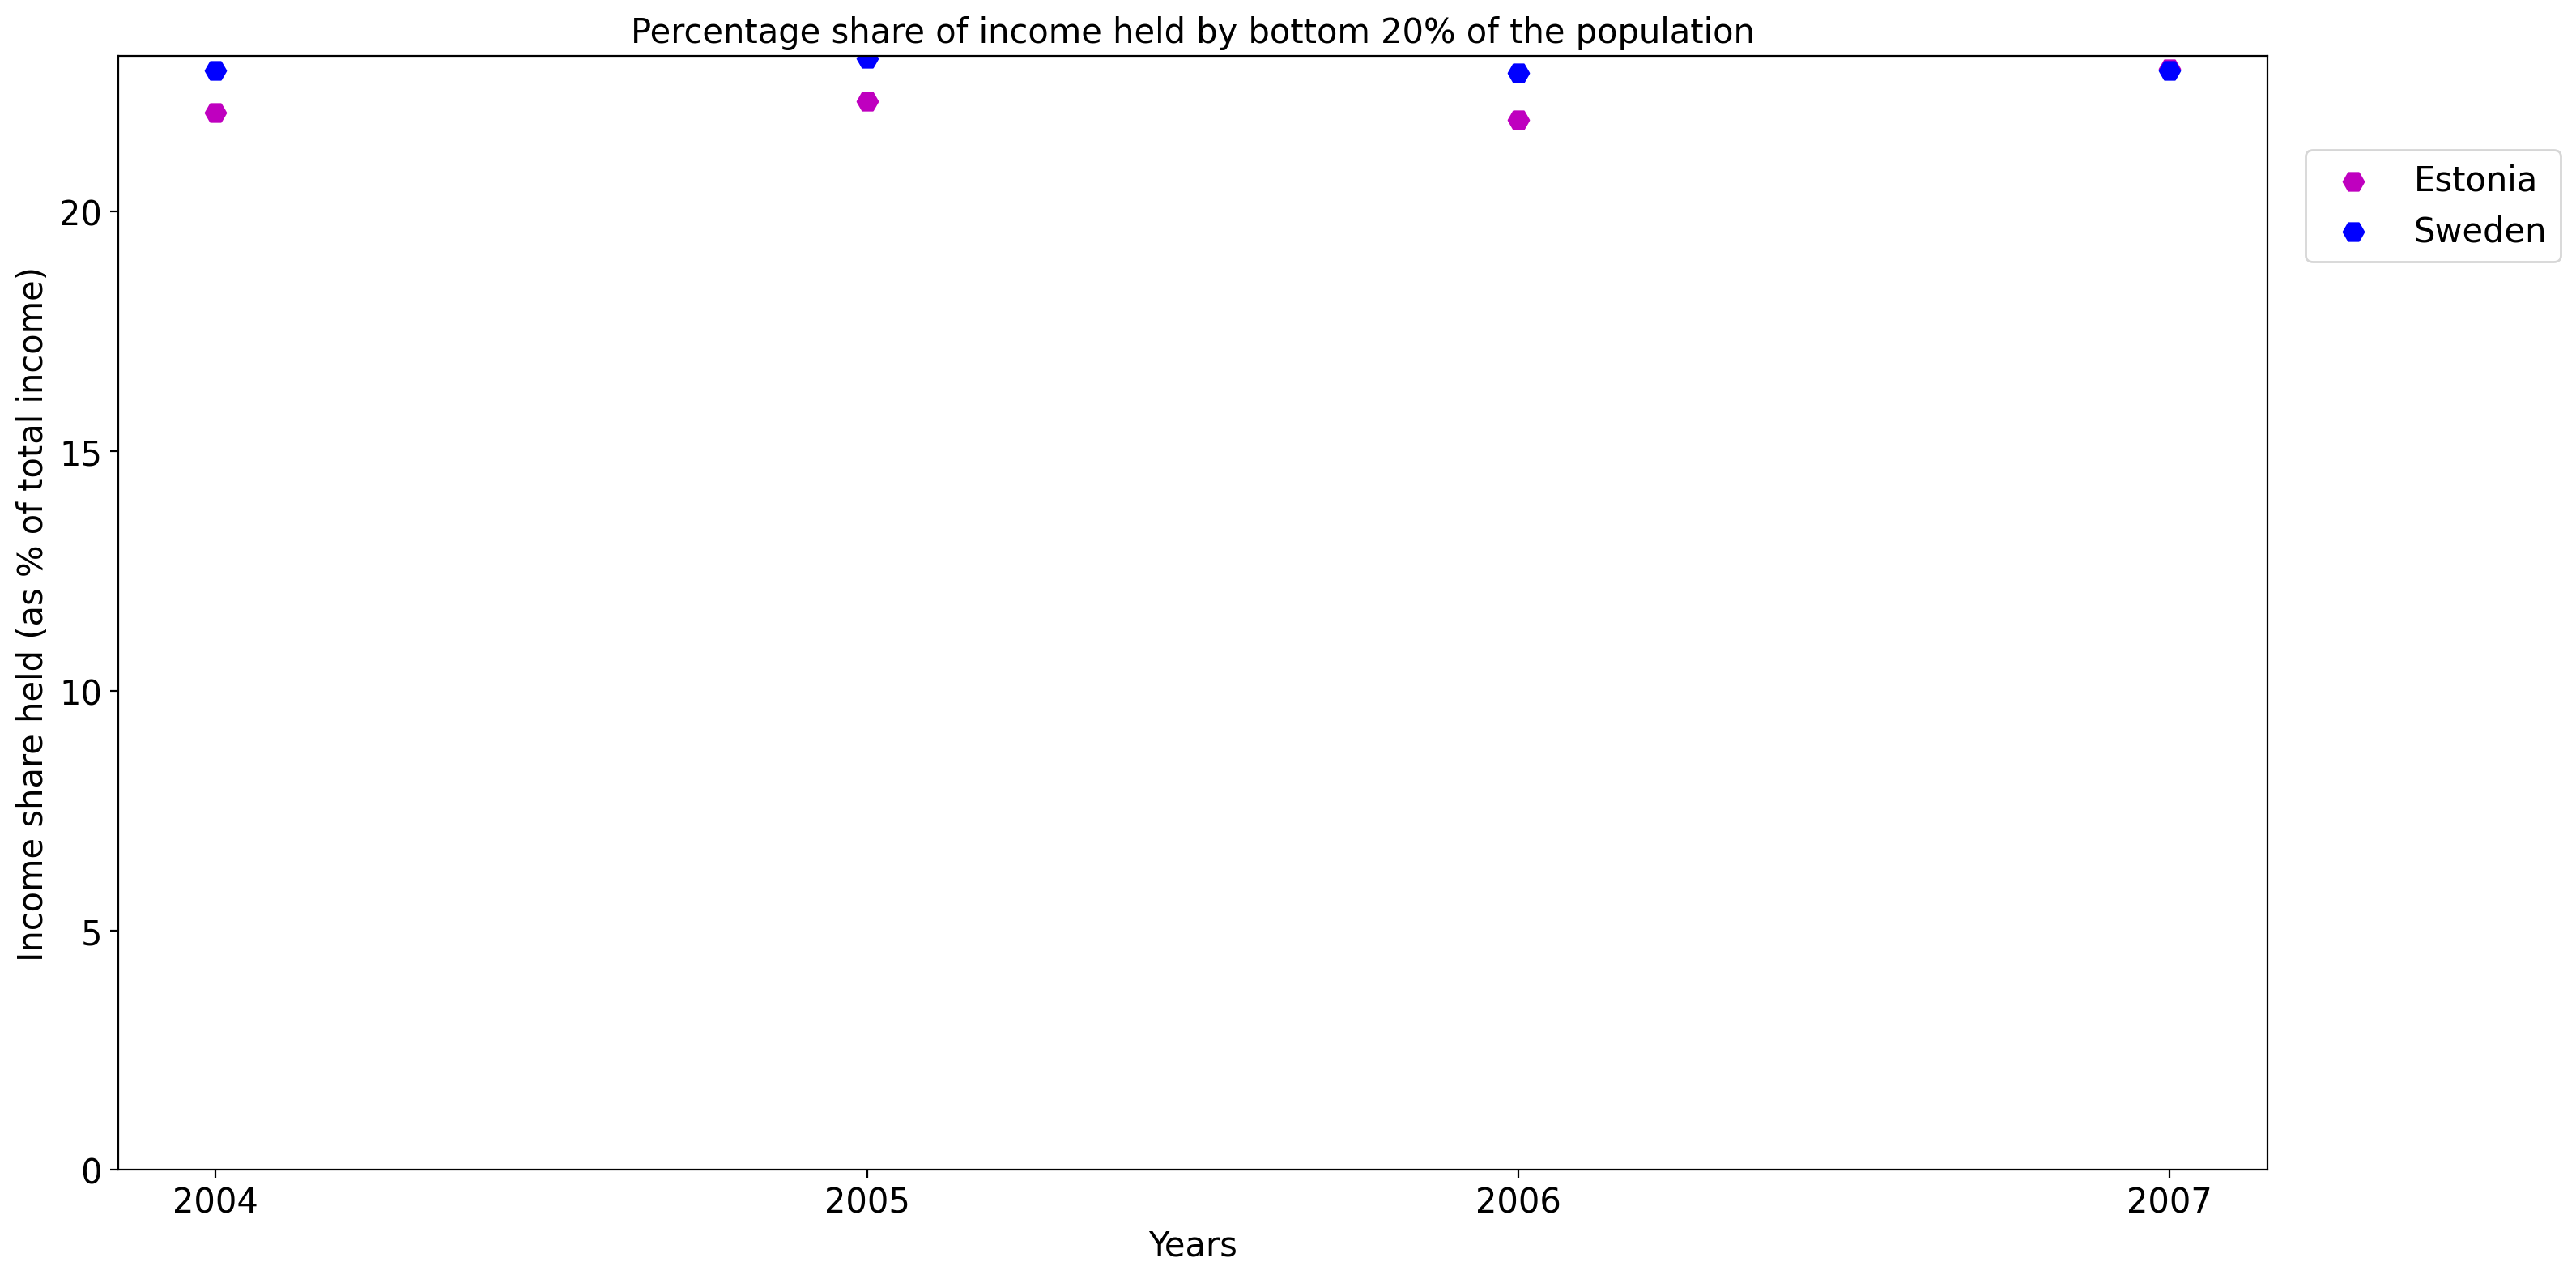 Percentage share of income held by bottom 20% of the population
Income share held (as % of total income)
20
15
10
5
0
2004 2005 2006 2007
Years
Estonia
Sweden